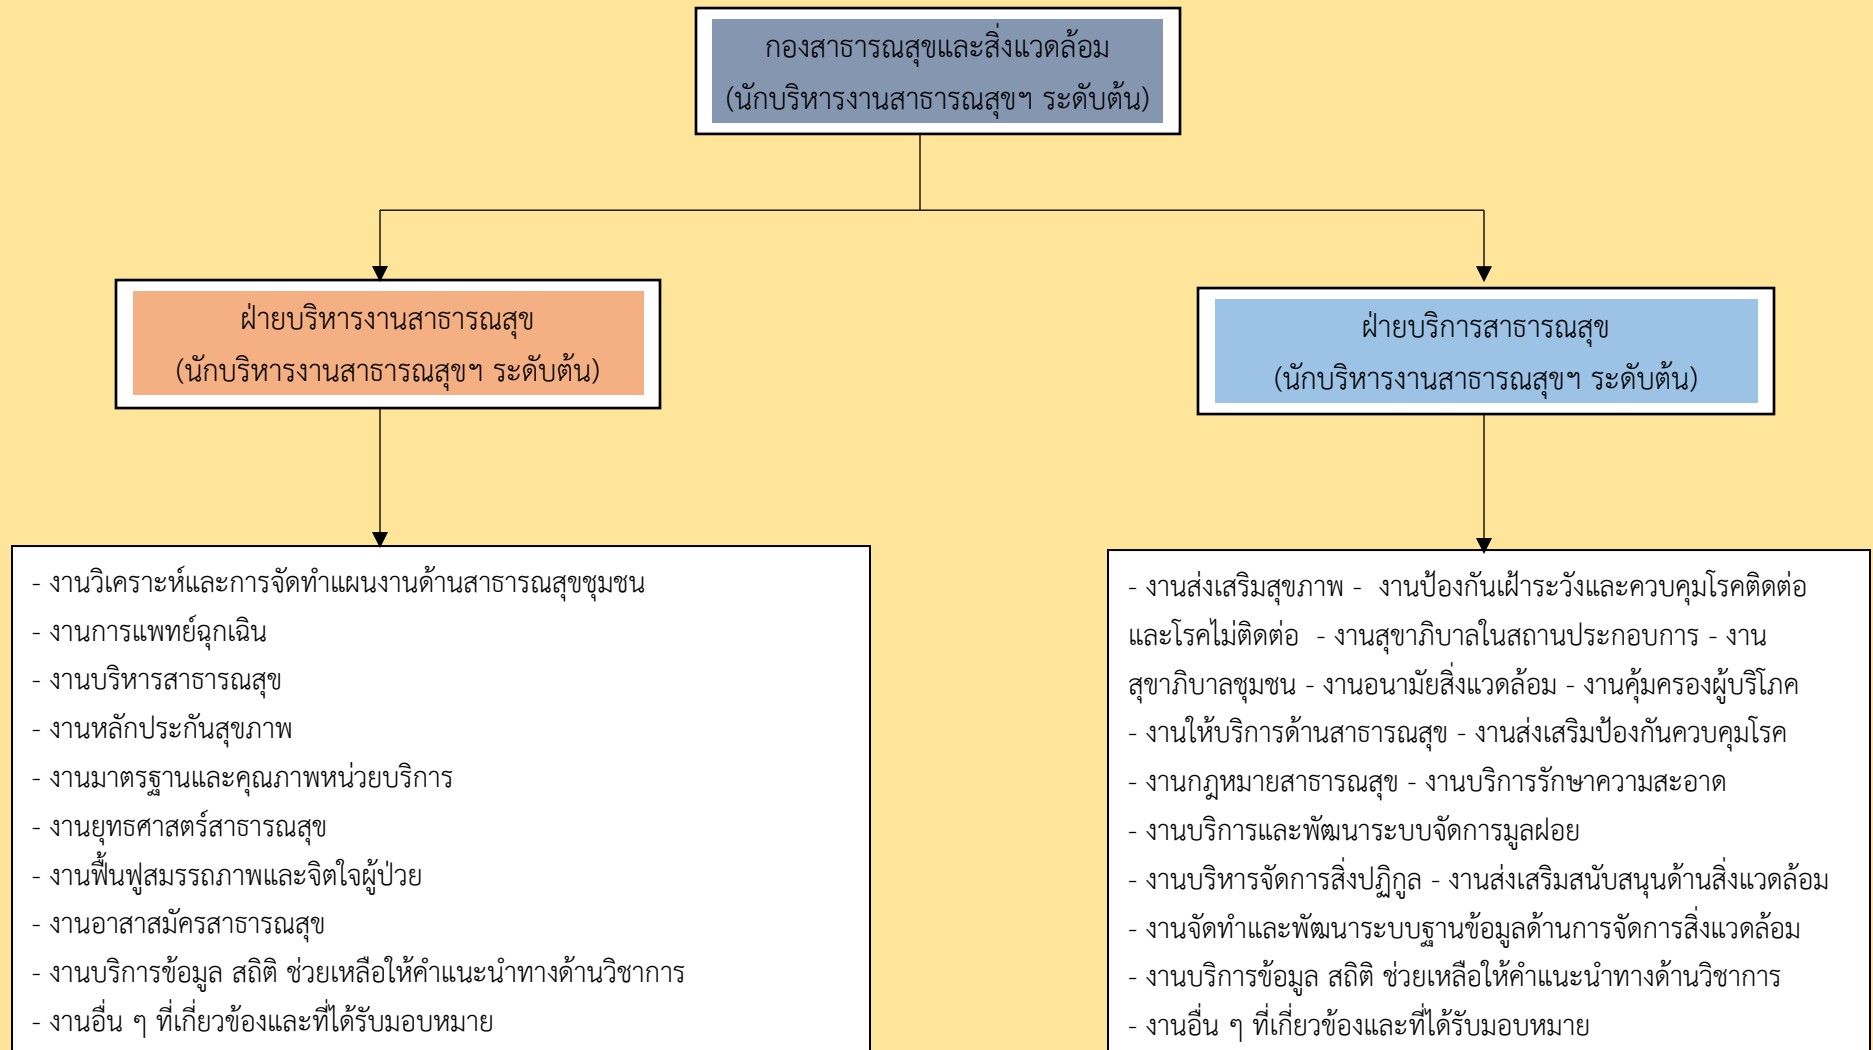 กองสาธารณสุขและสิ่งแวดล้อม
(นักบริหารงานสาธารณสุขฯ ระดับต้น)
ฝ่ายบริหารงานสาธารณสุข
(นักบริหารงานสาธารณสุขฯ ระดับต้น)
ฝ่ายบริการสาธารณสุข
(นักบริหารงานสาธารณสุขฯ ระดับต้น)
- งานวิเคราะห์และการจัดทำแผนงานด้านสาธารณสุขชุมชน
- งานการแพทย์ฉุกเฉิน
- งานบริหารสาธารณสุข
- งานหลักประกันสุขภาพ
- งานมาตรฐานและคุณภาพหน่วยบริการ
- งานยุทธศาสตร์สาธารณสุข
- งานฟื้นฟูสมรรถภาพและจิตใจผู้ป่วย
- งานอาสาสมัครสาธารณสุข
- งานบริการข้อมูล สถิติ ช่วยเหลือให้คำแนะนำทางด้านวิชาการ
- งานอื่น ๆ ที่เกี่ยวข้องและที่ได้รับมอบหมาย
- งานส่งเสริมสุขภาพ - งานป้องกันเฝ้าระวังและควบคุมโรคติดต่อ
และโรคไม่ติดต่อ - งานสุขาภิบาลในสถานประกอบการ - งาน
สุขาภิบาลชุมชน - งานอนามัยสิ่งแวดล้อม - งานคุ้มครองผู้บริโภค
- งานให้บริการด้านสาธารณสุข - งานส่งเสริมป้องกันควบคุมโรค
- งานกฎหมายสาธารณสุข - งานบริการรักษาความสะอาด
- งานบริการและพัฒนาระบบจัดการมูลฝอย
- งานบริหารจัดการสิ่งปฏิกูล - งานส่งเสริมสนับสนุนด้านสิ่งแวดล้อม
- งานจัดทำและพัฒนาระบบฐานข้อมูลด้านการจัดการสิ่งแวดล้อม
- งานบริการข้อมูล สถิติ ช่วยเหลือให้คำแนะนำทางด้านวิชาการ
- งานอื่น ๆ ที่เกี่ยวข้องและที่ได้รับมอบหมาย